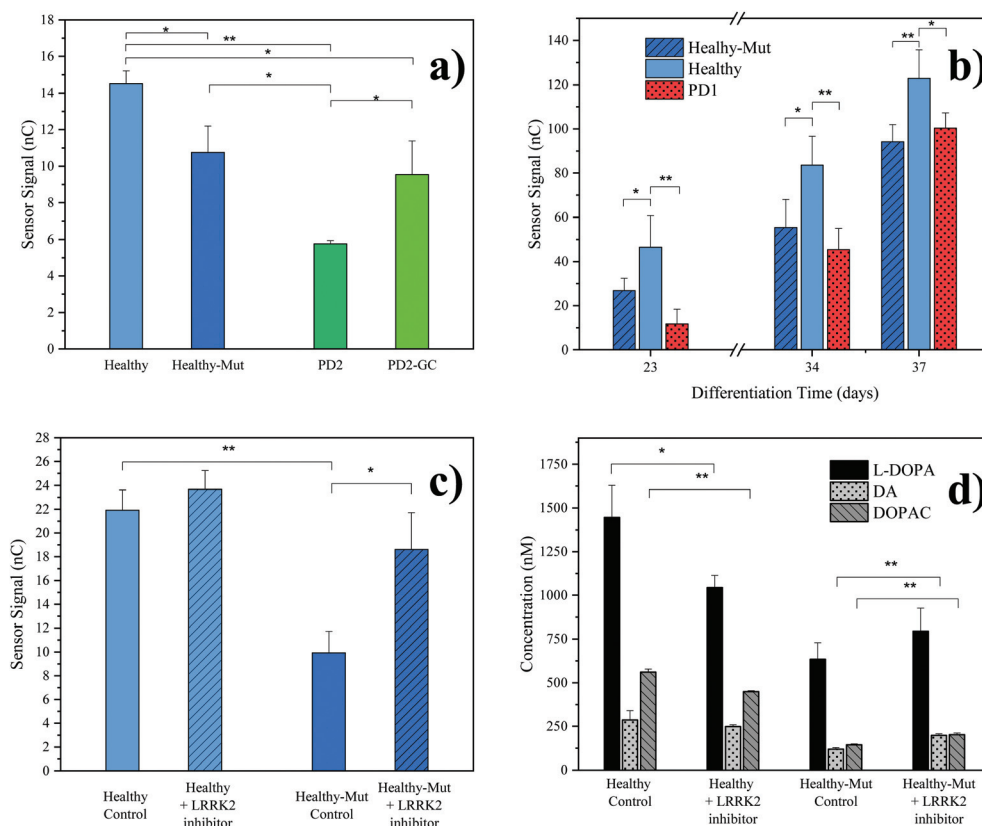 a)
18
16
14
12
10
8
6
4
2
0
Sensor Signal (nC)
*
**
*
*
*
Healthy Healthy-Mut PD2 PD2-GC
b)
140
120
100
80
60
40
20
0
Sensor Signal (nC)
Healhy-Mut
Healthy
PD1
*
**
*
**
**
*
23 34 37
Differentiation Time (days)
c)
28
26
24
22
20
18
16
14
12
10
8
6
4
2
0
Sensor Signal (nC)
**
*
Healthy
Control
Healthy
+ LRRK2
inhibitor
Healthy-Mut
Control
Healthy-Mut
+ LRRK2
inhibitor
d)
1750
1500
1250
1000
750
500
250
0
Concentration (nM)
L-DOPA
DA
DOPAC
*
**
**
**
Healthy
Control
Healthy
+ LRRK2
inhibitor
Healthy-Mut
Control
Healthy-Mut
+ LRRK2
inhibitor